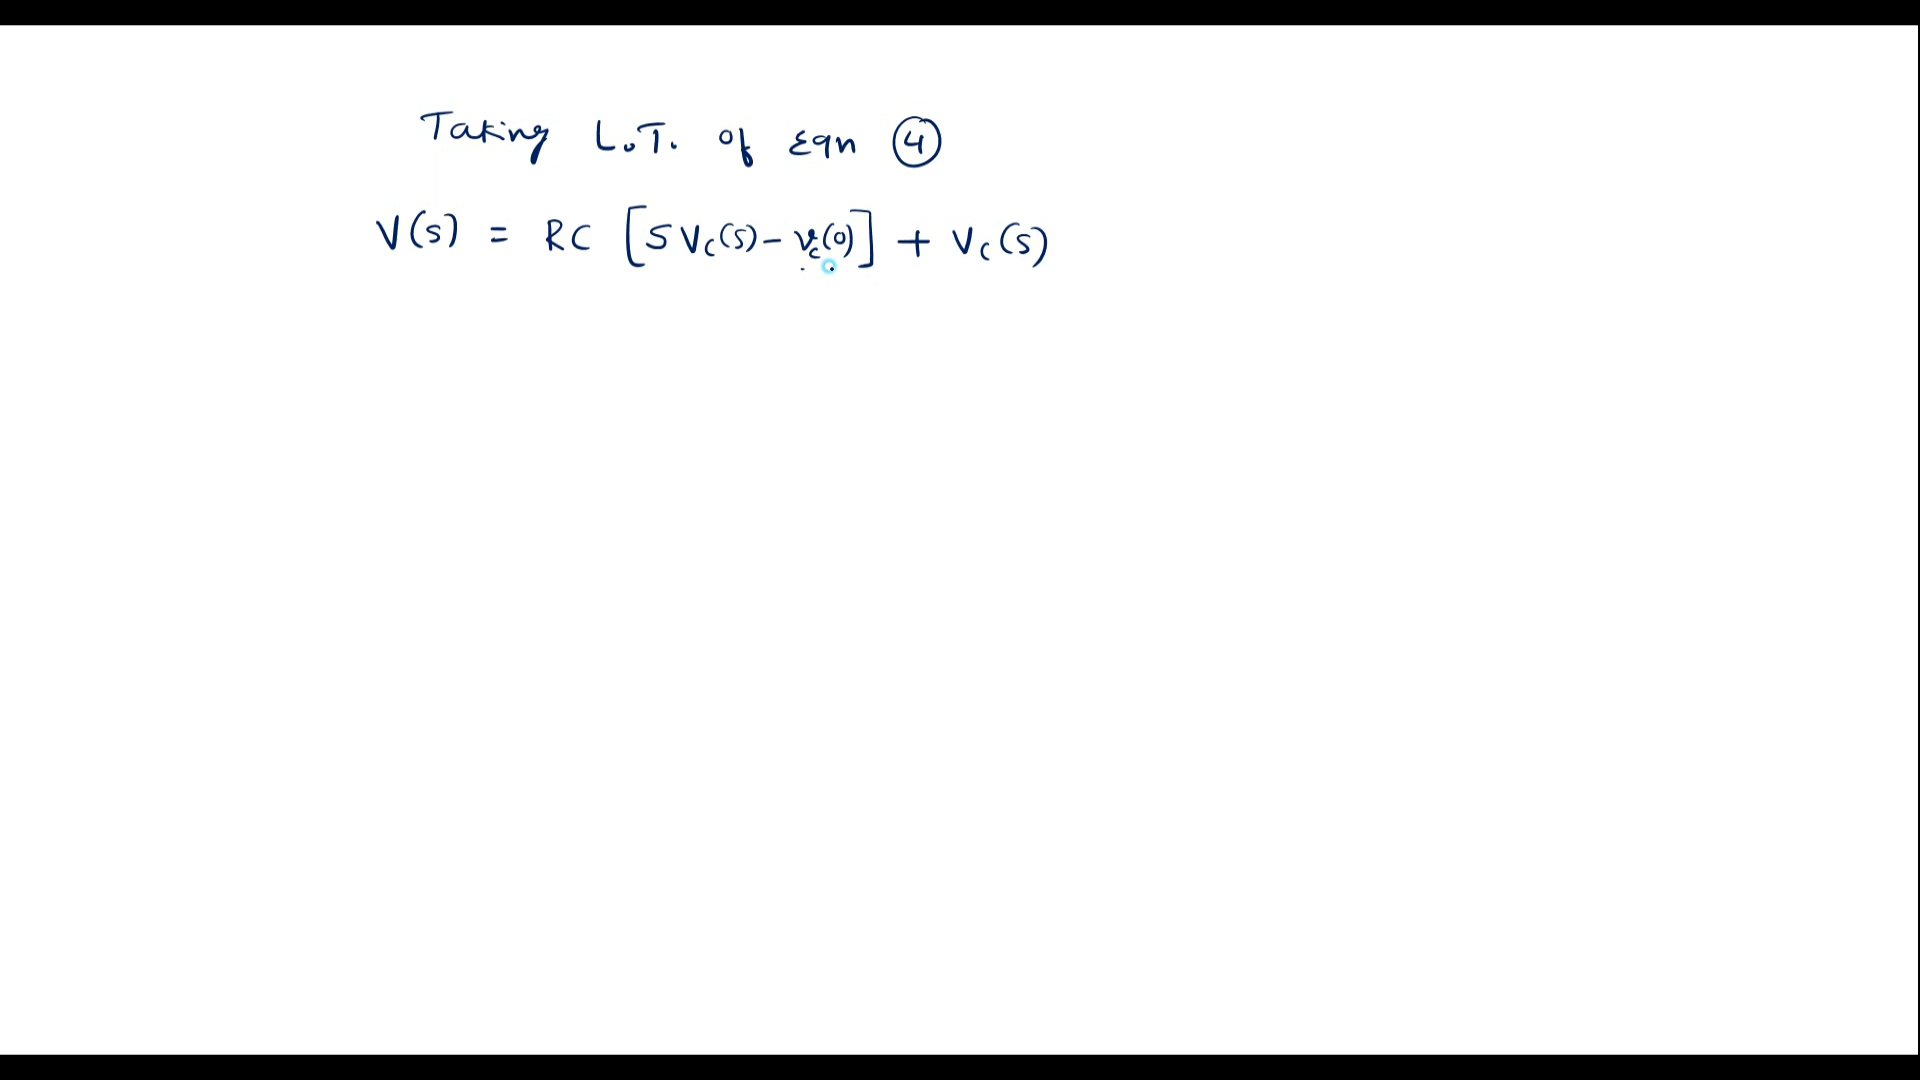 Taking L.T. of Eqn ④
V(s) = RC [SVc(s) - vc(0)] + Vc(s)